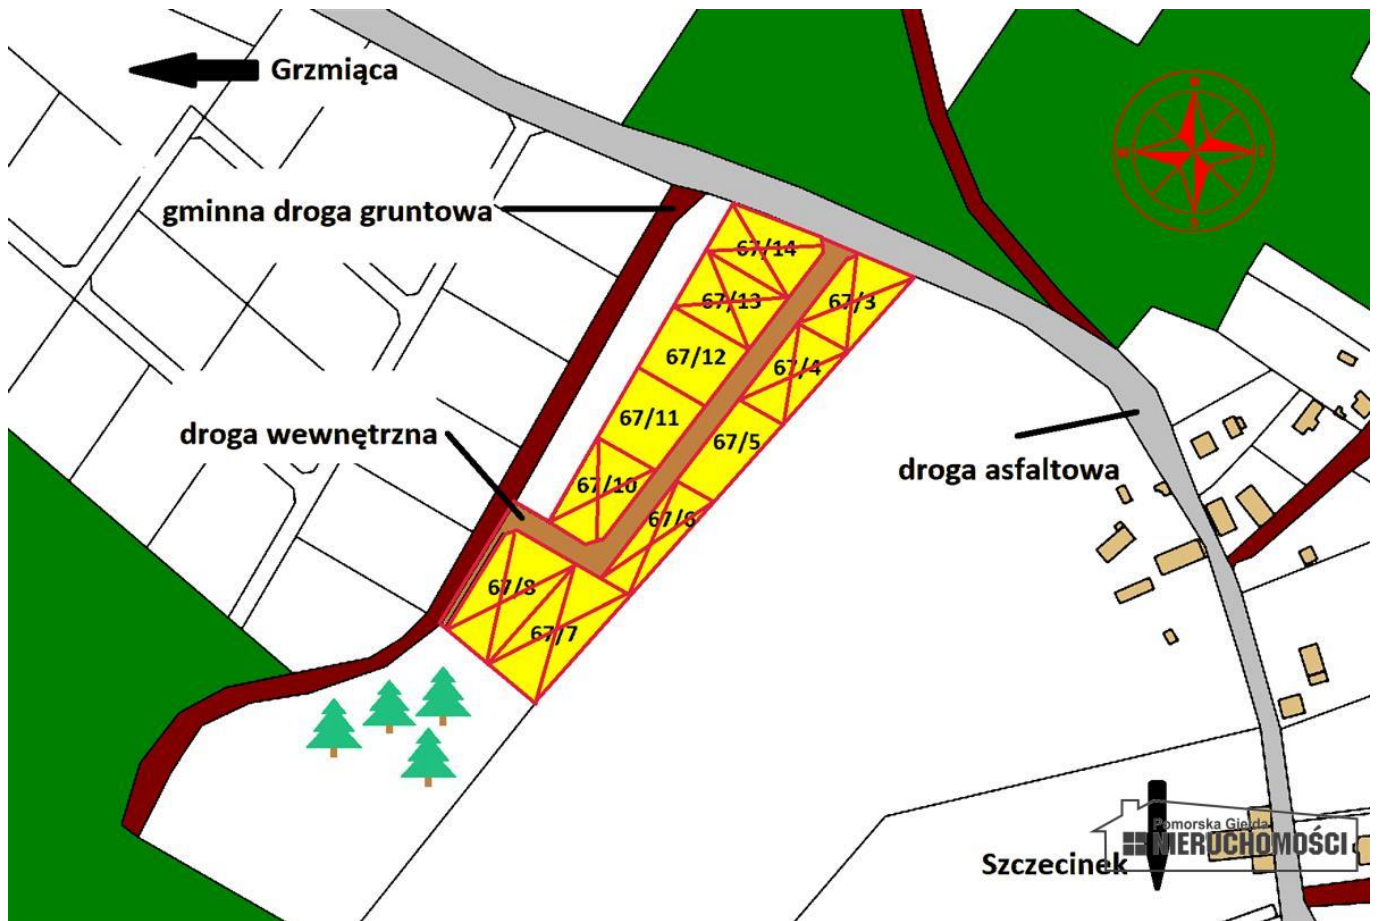 Grzmiąca
N
W
E
S
gminna droga gruntowa
67/14
67/13
67/3
67/12
67/4
67/11
67/5
droga wewnętrzna
droga asfaltowa
67/10
67/6
67/8
67/7
Pomorska Giełda
NIERUCHOMOŚCI
Szczecinek